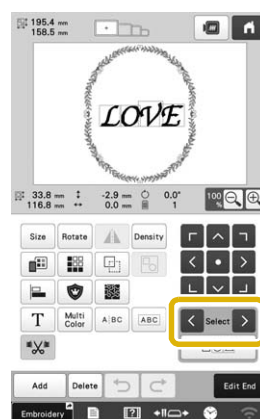 195.4 mm
158.5 mm
LOVE
33.8 mm -2.9 mm 0.0° 100 %
116.8 mm 0.0 mm 1
Size Rotate Density
T Multi Color A|BC ABC
Select
Add Delete Edit End
Embroidery